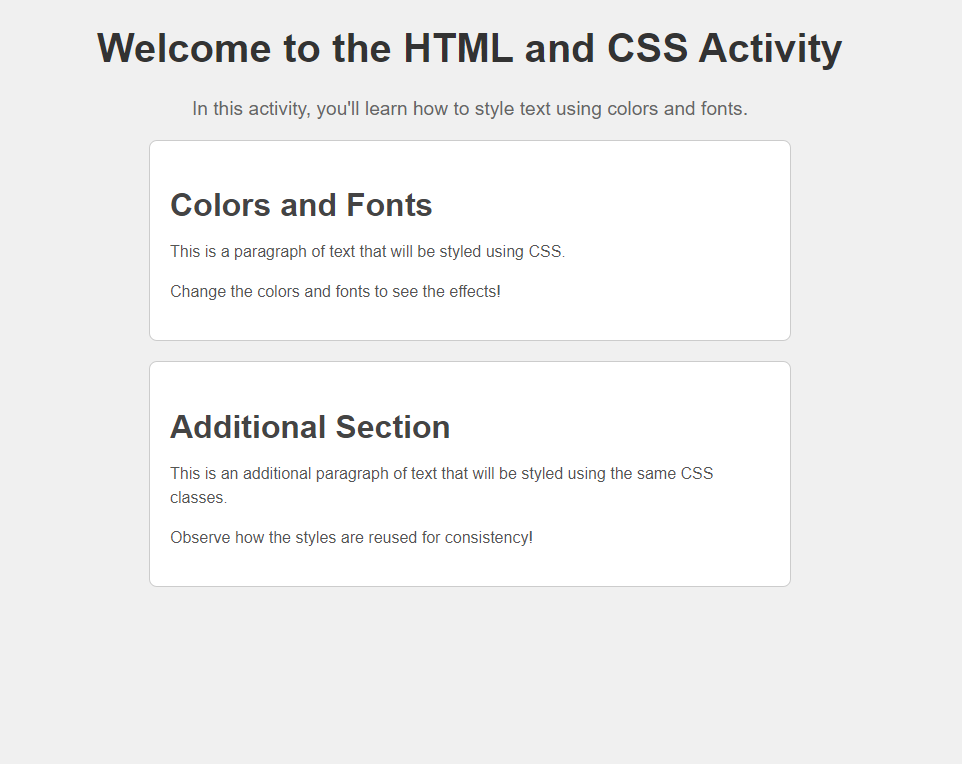 Welcome to the HTML and CSS Activity
In this activity, you'll learn how to style text using colors and fonts.
Colors and Fonts
This is a paragraph of text that will be styled using CSS.
Change the colors and fonts to see the effects!
Additional Section
This is an additional paragraph of text that will be styled using the same CSS
classes.
Observe how the styles are reused for consistency!